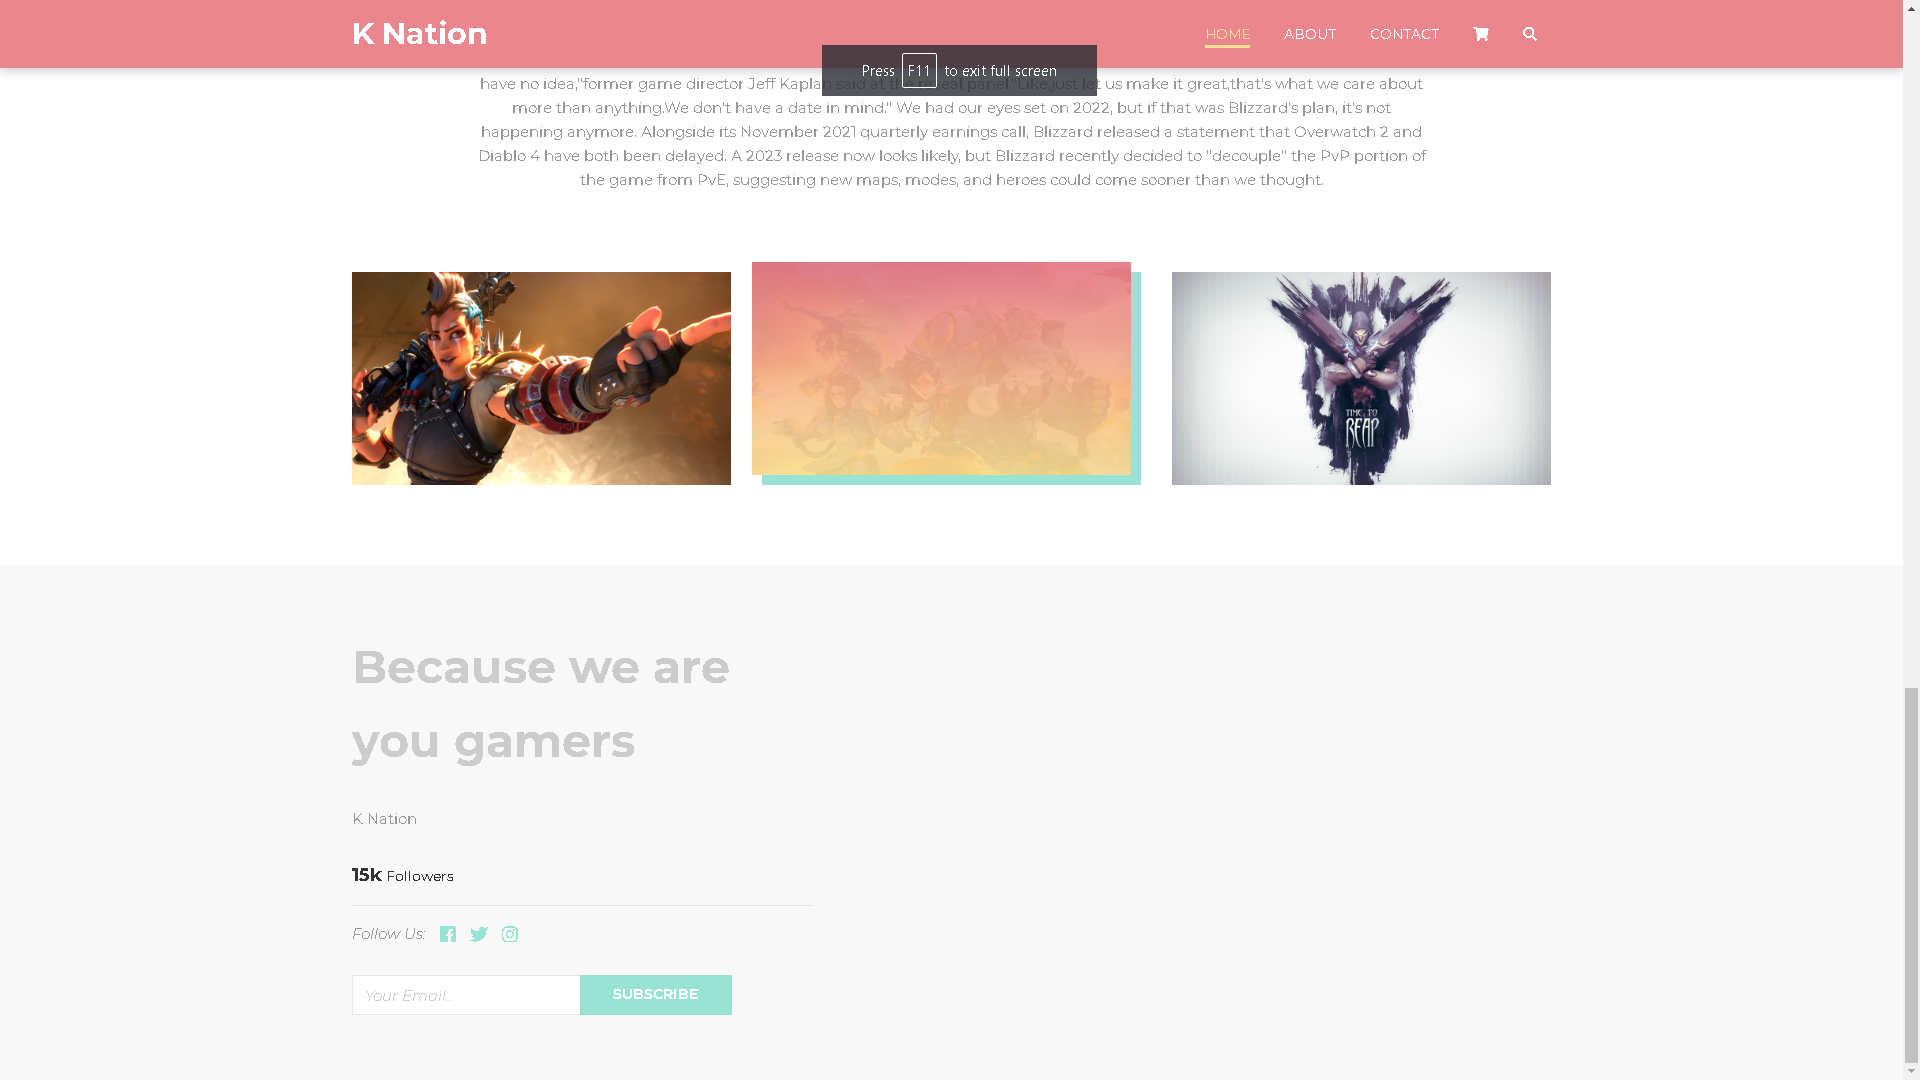 K Nation
HOME ABOUT CONTACT
Press F11 to exit full screen
have no idea,"former game director Jeff Kaplan said at the reveal panel."Like,just let us make it great,that's what we care about
more than anything.We don't have a date in mind." We had our eyes set on 2022, but if that was Blizzard's plan, it's not
happening anymore. Alongside its November 2021 quarterly earnings call, Blizzard released a statement that Overwatch 2 and
Diablo 4 have both been delayed. A 2023 release now looks likely, but Blizzard recently decided to "decouple" the PvP portion of
the game from PvE, suggesting new maps, modes, and heroes could come sooner than we thought.
TIME TO
REAP
Because we are
you gamers
K Nation
15k Followers
Follow Us:
Your Email...
SUBSCRIBE